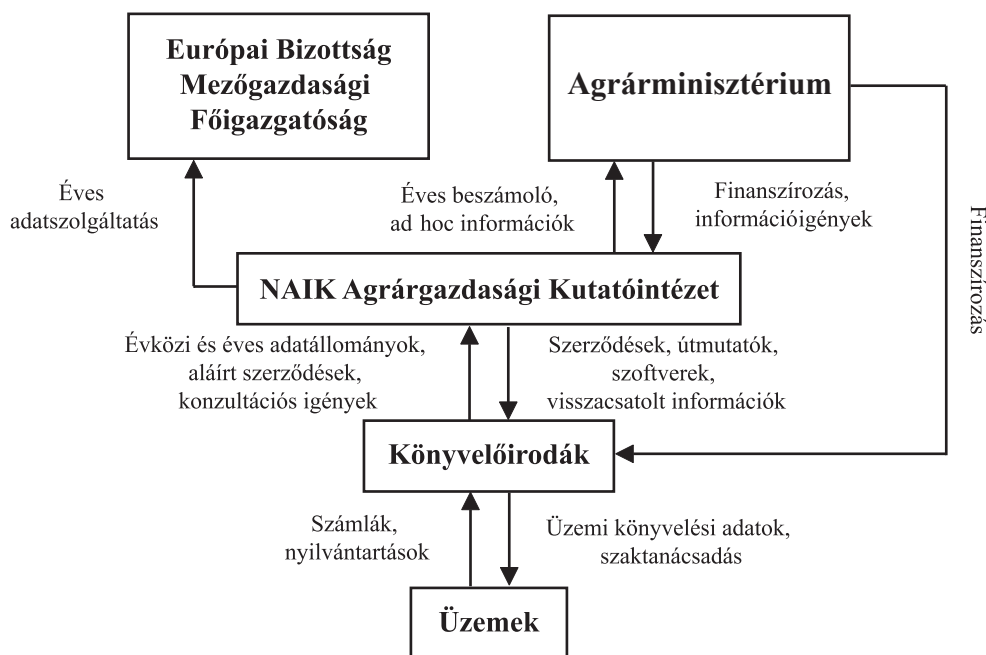 Európai Bizottság
Mezőgazdasági
Főigazgatóság
Agrárminisztérium
Éves
adatszolgáltatás
Éves beszámoló,
ad hoc információk
Finanszírozás,
információigények
Finanszírozás
NAIK Agrárgazdasági Kutatóintézet
Évközi és éves adatállományok,
aláírt szerződések,
konzultációs igények
Szerződések, útmutatók,
szoftverek,
visszacsatolt információk
Könyvelőirodák
Számlák,
nyilvántartások
Üzemi könyvelési adatok,
szaktanácsadás
Üzemek